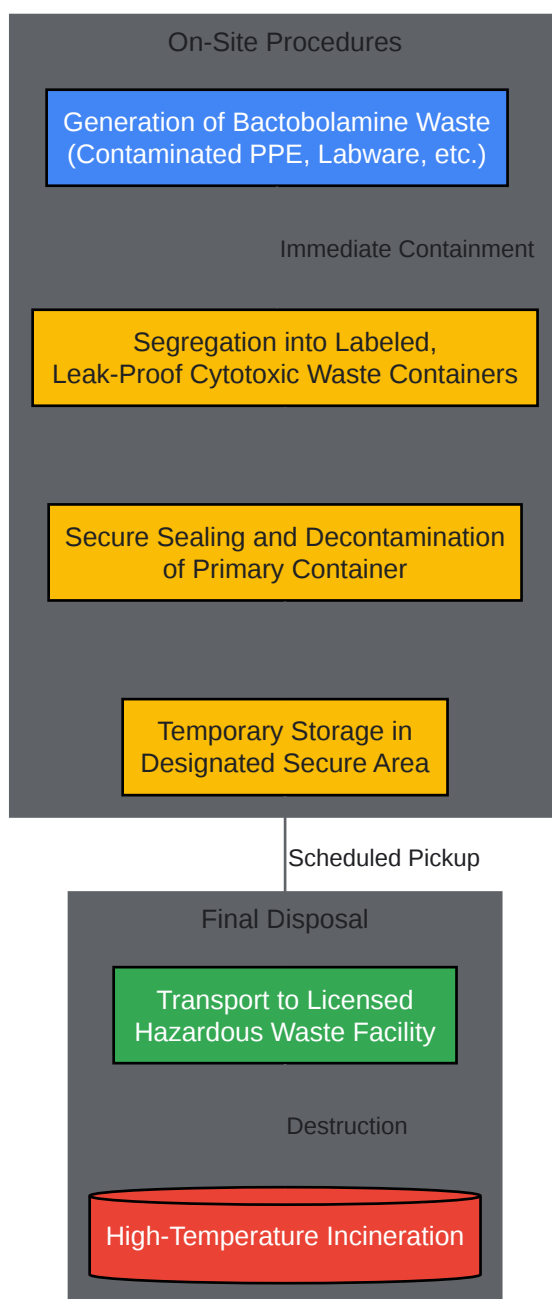 On-Site Procedures
Generation of Bactobolamine Waste
(Contaminated PPE, Labware, etc.)
Immediate Containment
Segregation into Labeled,
Leak-Proof Cytotoxic Waste Containers
Secure Sealing and Decontamination
of Primary Container
Temporary Storage in
Designated Secure Area
Scheduled Pickup
Final Disposal
Transport to Licensed
Hazardous Waste Facility
Destruction
High-Temperature Incineration